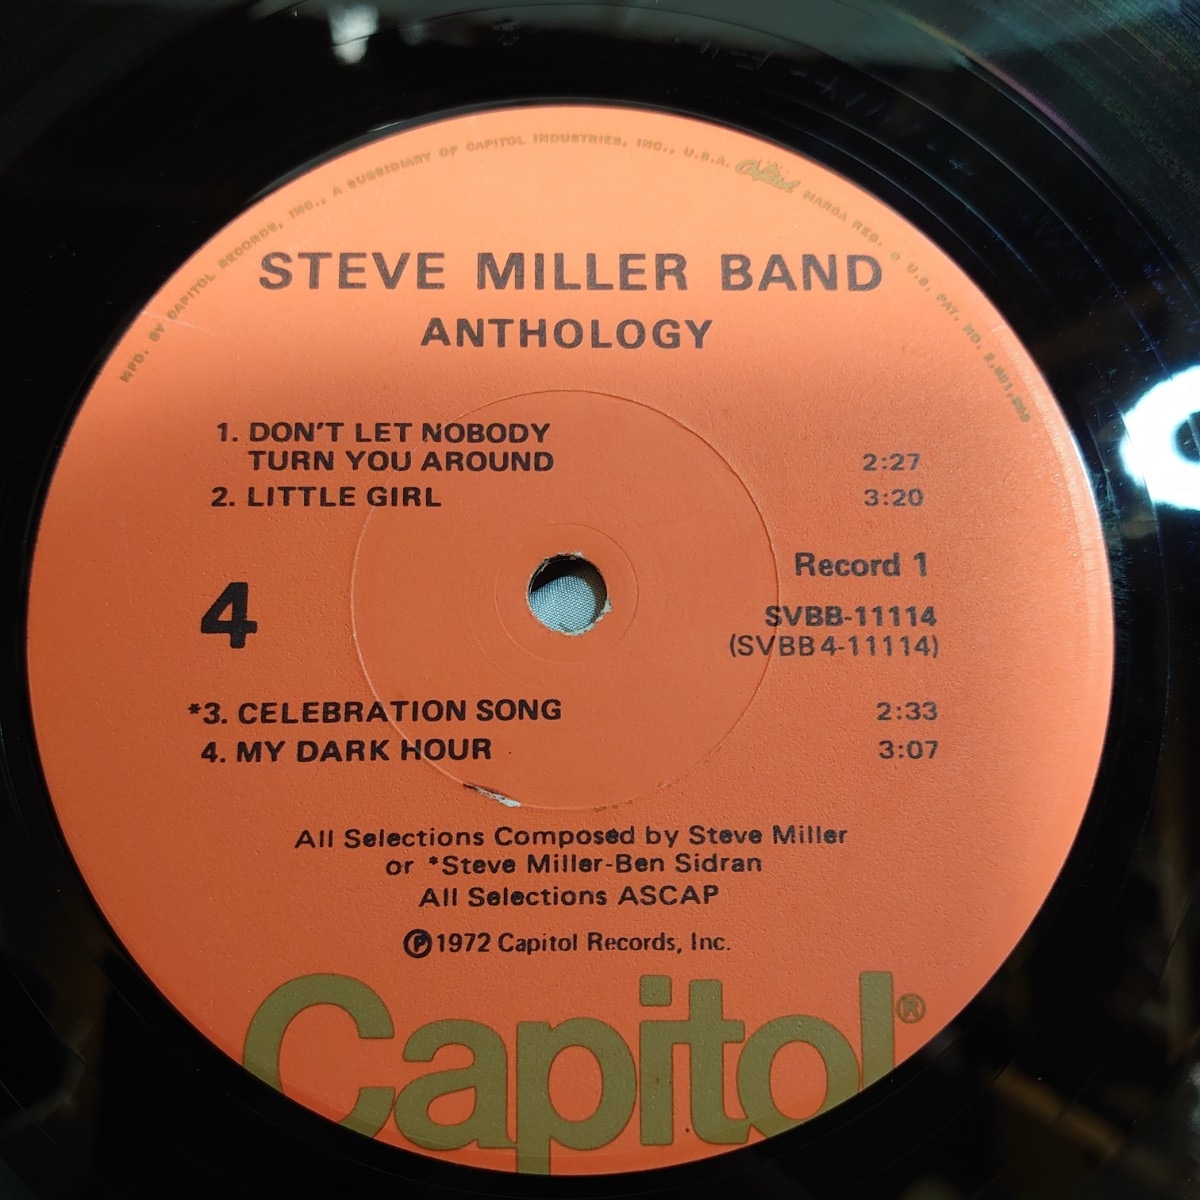 MFD. BY CAPITOL RECORDS, INC., A SUBSIDIARY OF CAPITOL INDUSTRIES, INC., U.S.A. Capitol MARCA REG. U.S. PAT. NO.
STEVE MILLER BAND
ANTHOLOGY
1. DON'T LET NOBODY
TURN YOU AROUND 2:27
2. LITTLE GIRL 3:20
Record 1
4
SVBB-11114
(SVBB4-11114)
*3. CELEBRATION SONG 2:33
4. MY DARK HOUR 3:07
All Selections Composed by Steve Miller
or *Steve Miller-Ben Sidran
All Selections ASCAP
Ⓟ1972 Capitol Records, Inc.
Capitol®